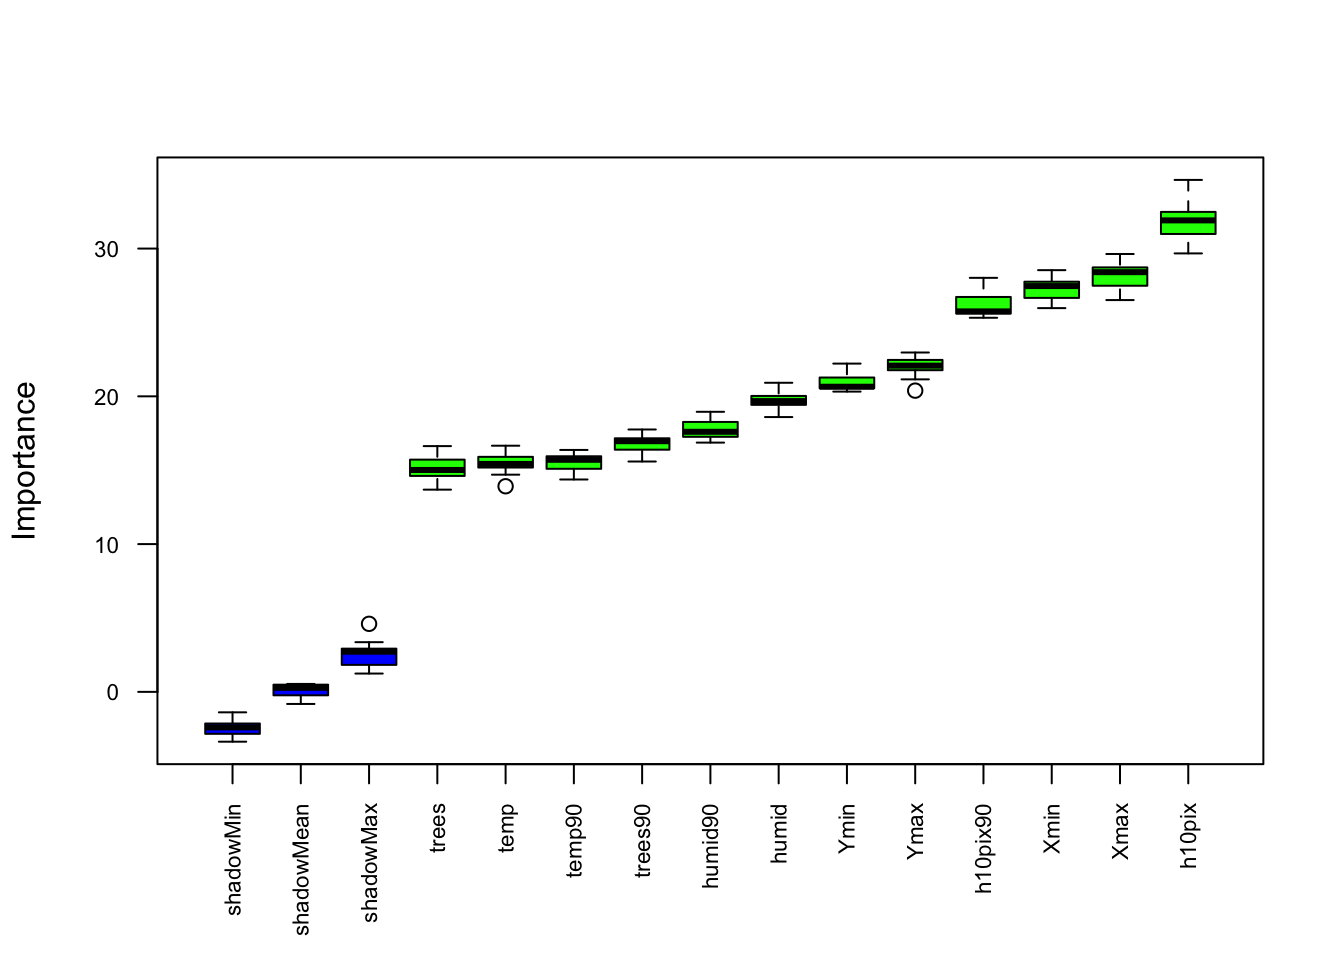 Importance
30
20
10
0
shadowMin
shadowMean
shadowMax
trees
temp
temp90
trees90
humid90
humid
Ymin
Ymax
h10pix90
Xmin
Xmax
h10pix